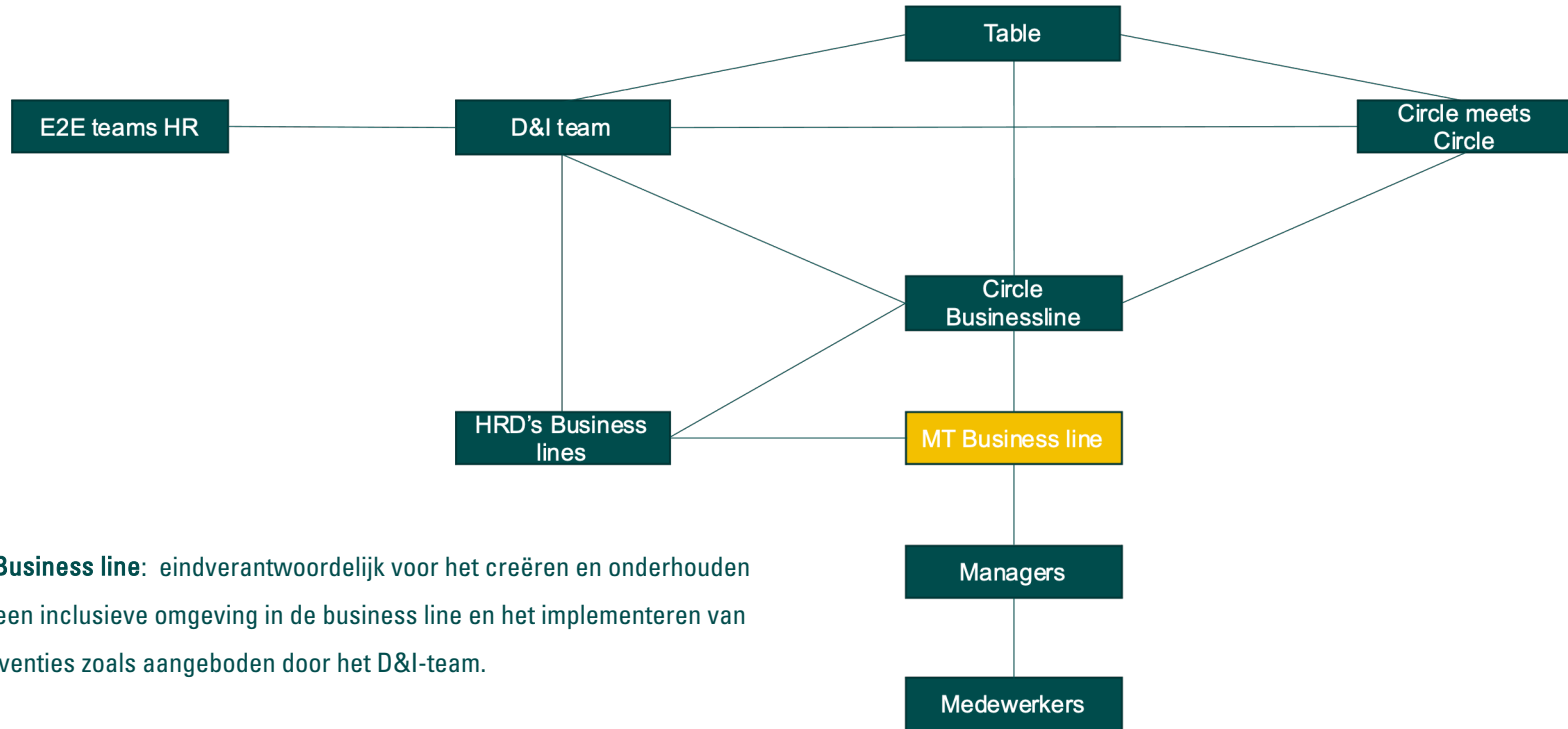 Table
E2E teams HR
D&I team
Circle meets
Circle
Circle
Businessline
HRD’s Business
lines
MT Business line
Business line: eindverantwoordelijk voor het creëren en onderhouden
een inclusieve omgeving in de business line en het implementeren van
venties zoals aangeboden door het D&I-team.
Managers
Medewerkers